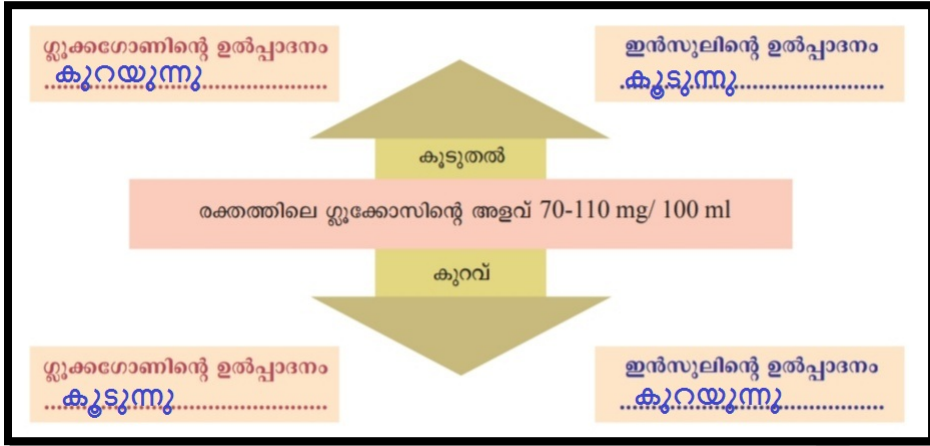 ഗ്ലൂക്കഗോണിന്റെ ഉൽപ്പാദനം
കുറയുന്നു
ഇൻസുലിന്റെ ഉൽപ്പാദനം
കൂടുന്നു
കൂടുതൽ
രക്തത്തിലെ ഗ്ലൂക്കോസിന്റെ അളവ് 70-110 mg/ 100 ml
കുറവ്
ഗ്ലൂക്കഗോണിന്റെ ഉൽപ്പാദനം
കൂടുന്നു
ഇൻസുലിന്റെ ഉൽപ്പാദനം
കുറയുന്നു